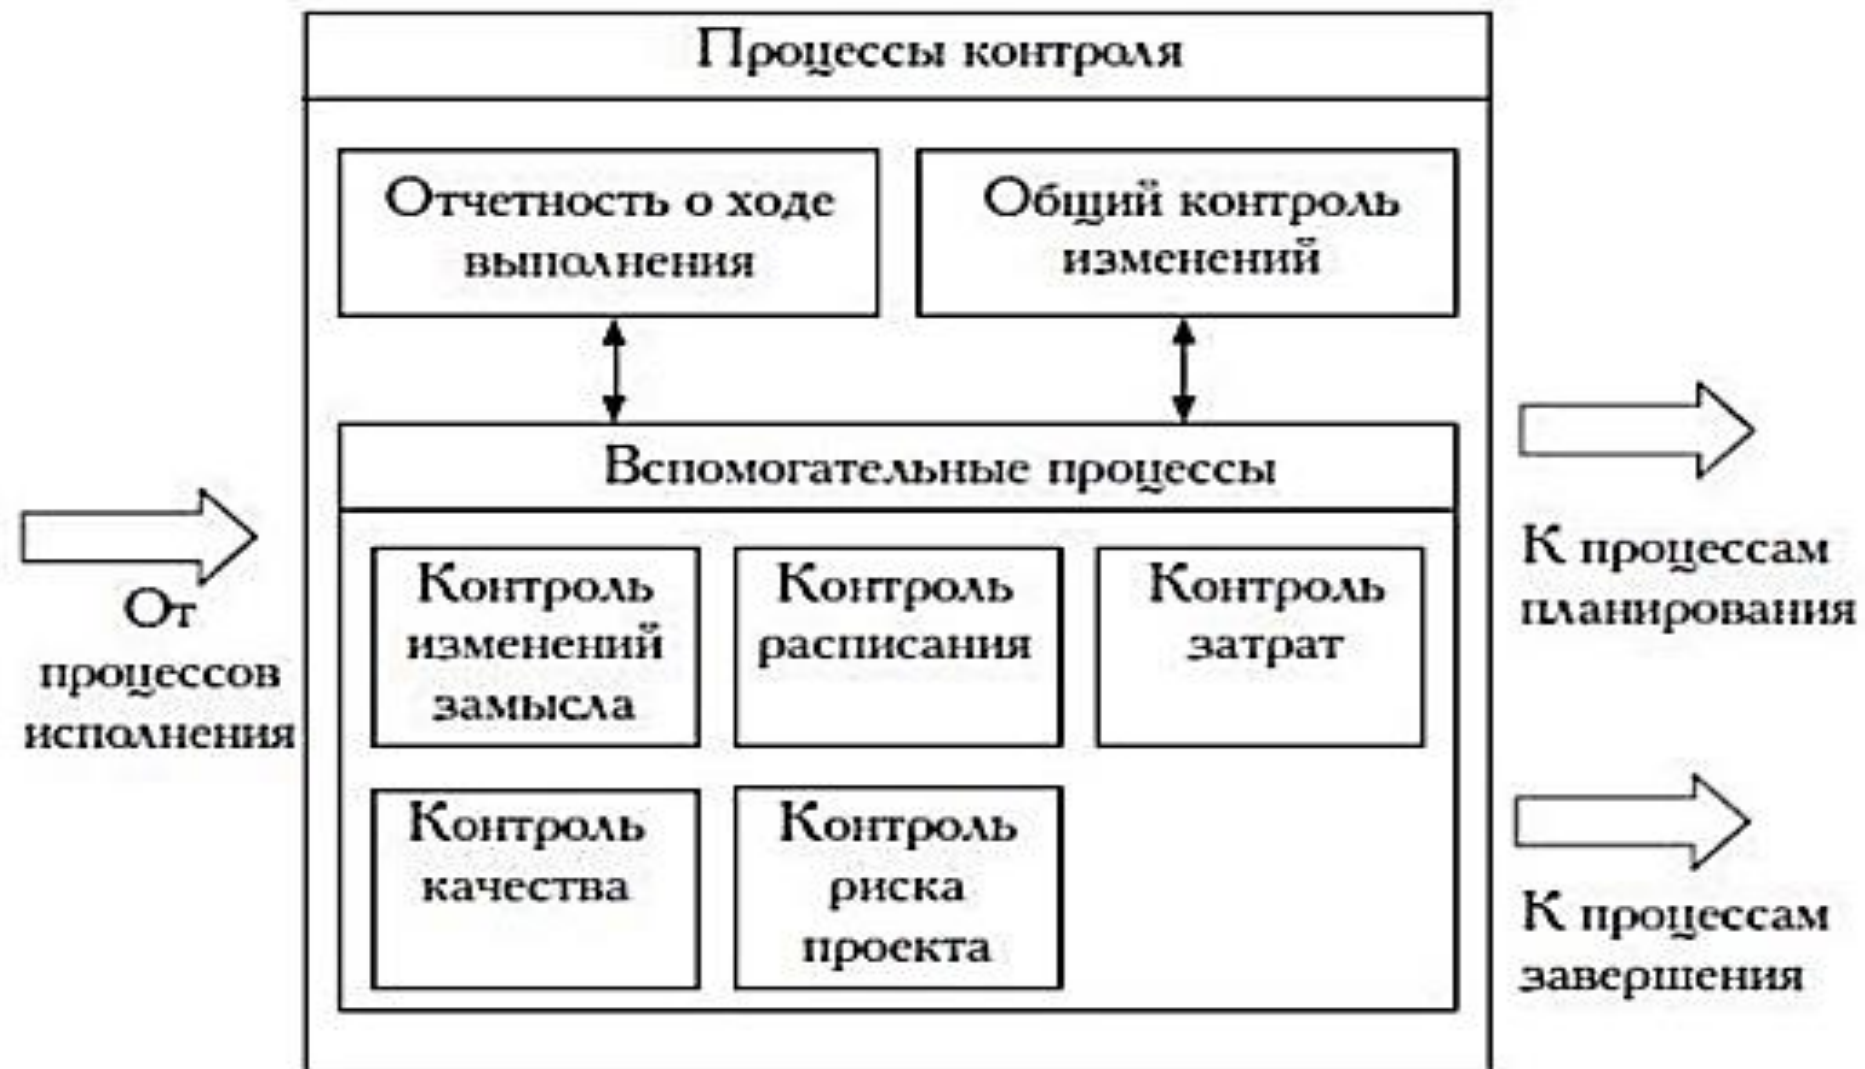 Процессы контроля
Отчетность о ходе
выполнения
Общий контроль
изменений
Вспомогательные процессы
От
процессов
исполнения
Контроль
изменений
замысла
Контроль
расписания
Контроль
затрат
Контроль
качества
Контроль
риска
проекта
К процессам
планирования
К процессам
завершения